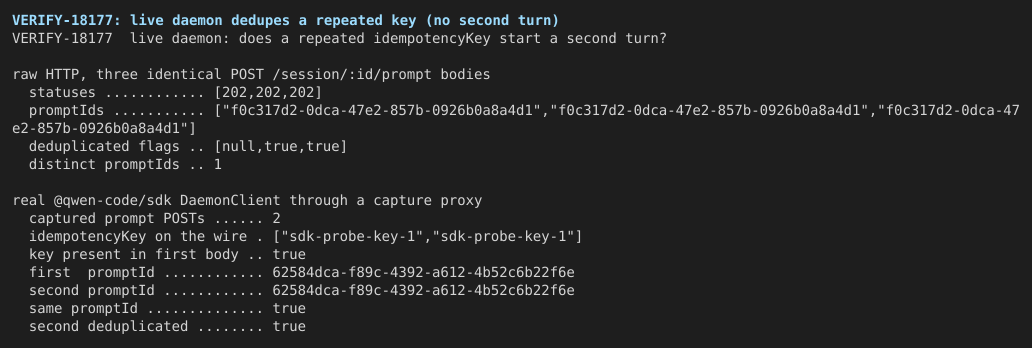 VERIFY-18177: live daemon dedupes a repeated key (no second turn)
VERIFY-18177  live daemon: does a repeated idempotencyKey start a second turn?
raw HTTP, three identical POST /session/:id/prompt bodies
  statuses ............ [202,202,202]
  promptIds ........... ["f0c317d2-0dca-47e2-857b-0926b0a8a4d1","f0c317d2-0dca-47e2-857b-0926b0a8a4d1","f0c317d2-0dca-47
e2-857b-0926b0a8a4d1"]
  deduplicated flags .. [null,true,true]
  distinct promptIds .. 1
real @qwen-code/sdk DaemonClient through a capture proxy
  captured prompt POSTs ...... 2
  idempotencyKey on the wire . ["sdk-probe-key-1","sdk-probe-key-1"]
  key present in first body .. true
  first  promptId ............ 62584dca-f89c-4392-a612-4b52c6b22f6e
  second promptId ............ 62584dca-f89c-4392-a612-4b52c6b22f6e
  same promptId .............. true
  second deduplicated ........ true